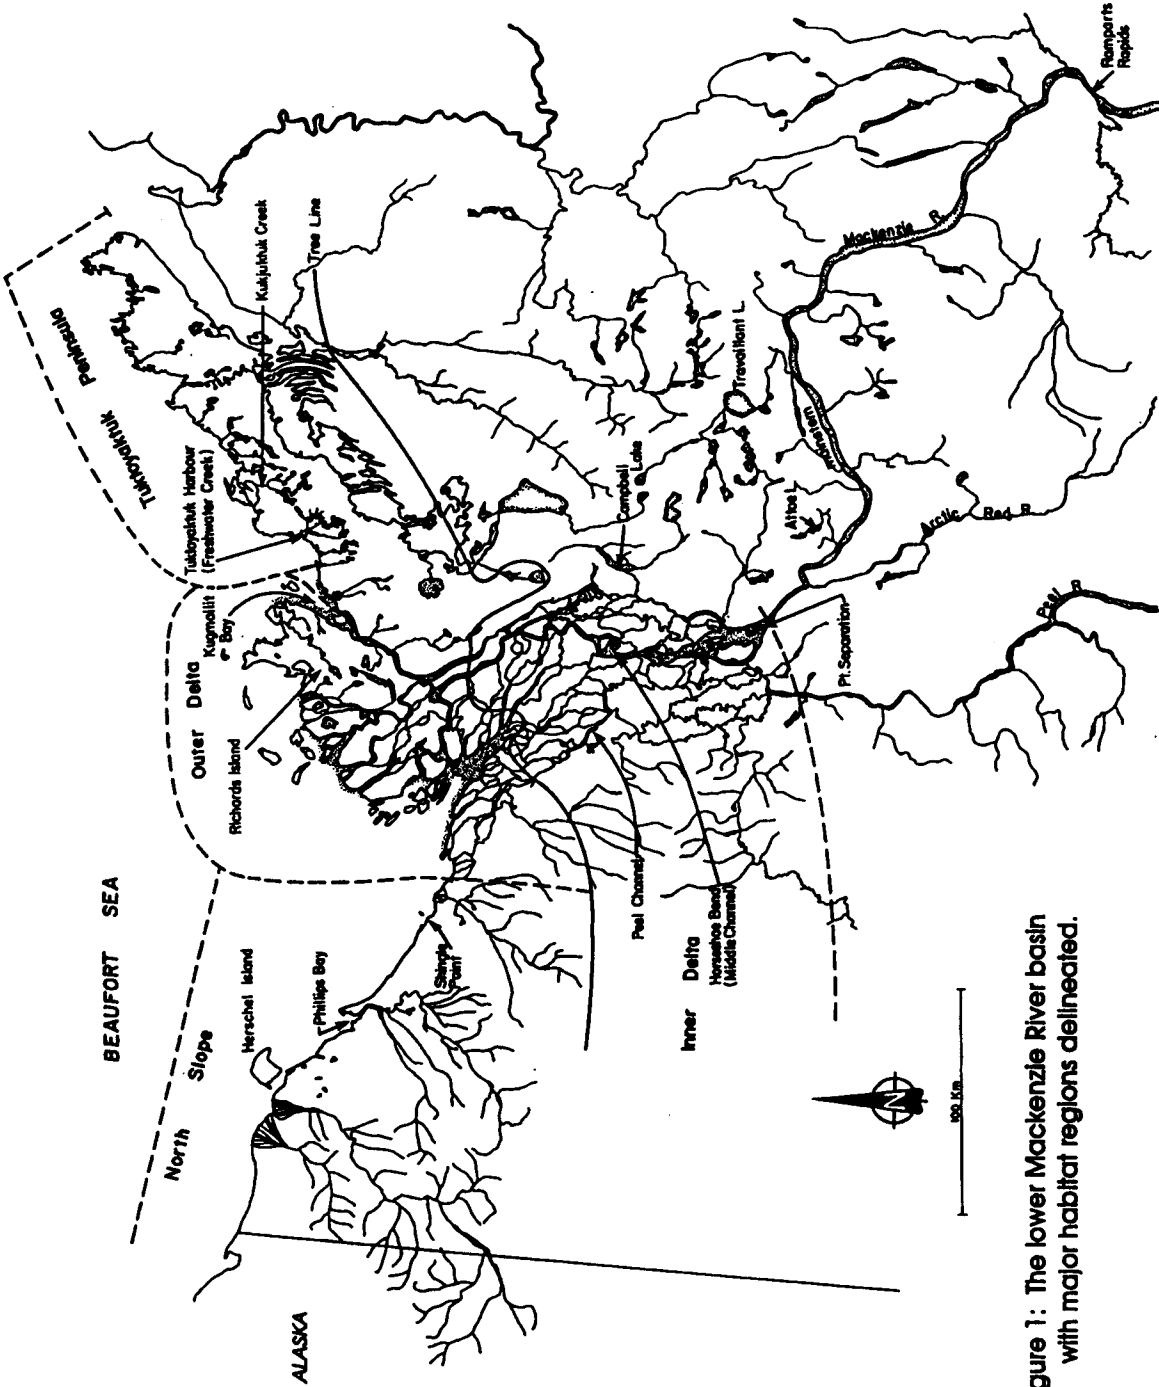 BEAUFORT SEA
North Slope
Outer Delta
Tuktoyaktuk Peninsula
ALASKA
Herschel Island
Phillips Bay
Shingle
Point
Richards Island
Kugmallit
Bay
Tuktoyaktuk Harbour
(Freshwater Creek)
Kukjuktuk Creek
Tree Line
Inner Delta
Peel Channel
Horseshoe Bend
(Middle Channel)
Campbell
Lake
Travaillant L.
Pt. Separation
Arctic Red R.
Peel R.
Mainstem
Mackenzie R.
Ramparts
Rapids
N
100 Km
gure 1: The lower Mackenzie River basin
with major habitat regions delineated.